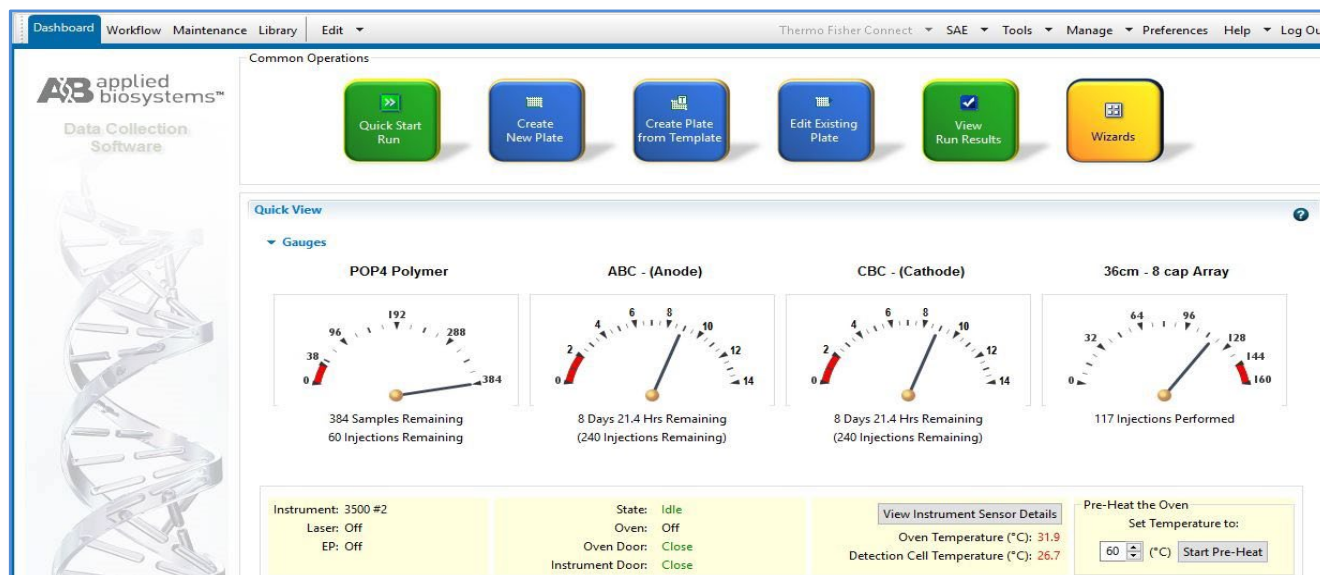 Dashboard Workflow Maintenance Library Edit Thermo Fisher Connect SAE Tools Manage Preferences Help Log Ou
applied
biosystems™
Data Collection
Software
Common Operations
Quick Start
Run
Create
New Plate
Create Plate
from Template
Edit Existing
Plate
View
Run Results
Wizards
Quick View
Gauges
POP4 Polymer
0 38 96 192 288 384
384 Samples Remaining
60 Injections Remaining
ABC - (Anode)
0 2 4 6 8 10 12 14
8 Days 21.4 Hrs Remaining
(240 Injections Remaining)
CBC - (Cathode)
0 2 4 6 8 10 12 14
8 Days 21.4 Hrs Remaining
(240 Injections Remaining)
36cm - 8 cap Array
0 32 64 96 128 144 160
117 Injections Performed
Instrument: 3500 #2
Laser: Off
EP: Off
State: Idle
Oven: Off
Oven Door: Close
Instrument Door: Close
View Instrument Sensor Details
Oven Temperature (°C): 31.9
Detection Cell Temperature (°C): 26.7
Pre-Heat the Oven
Set Temperature to:
60 (°C) Start Pre-Heat